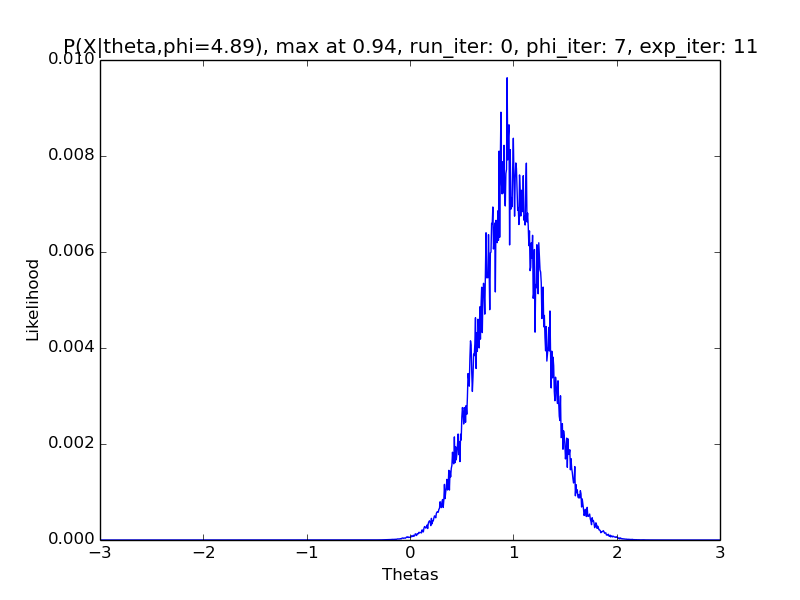 P(X|theta,phi=4.89), max at 0.94, run_iter: 0, phi_iter: 7, exp_iter: 11
0.010
0.008
0.006
0.004
0.002
0.000
Likelihood
−3 −2 −1 0 1 2 3
Thetas